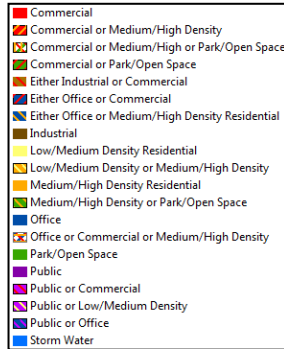 Commercial
Commercial or Medium/High Density
Commercial or Medium/High or Park/Open Space
Commercial or Park/Open Space
Either Industrial or Commercial
Either Office or Commercial
Either Office or Medium/High Density Residential
Industrial
Low/Medium Density Residential
Low/Medium Density or Medium/High Density
Medium/High Density Residential
Medium/High Density or Park/Open Space
Office
Office or Commercial or Medium/High Density
Park/Open Space
Public
Public or Commercial
Public or Low/Medium Density
Public or Office
Storm Water